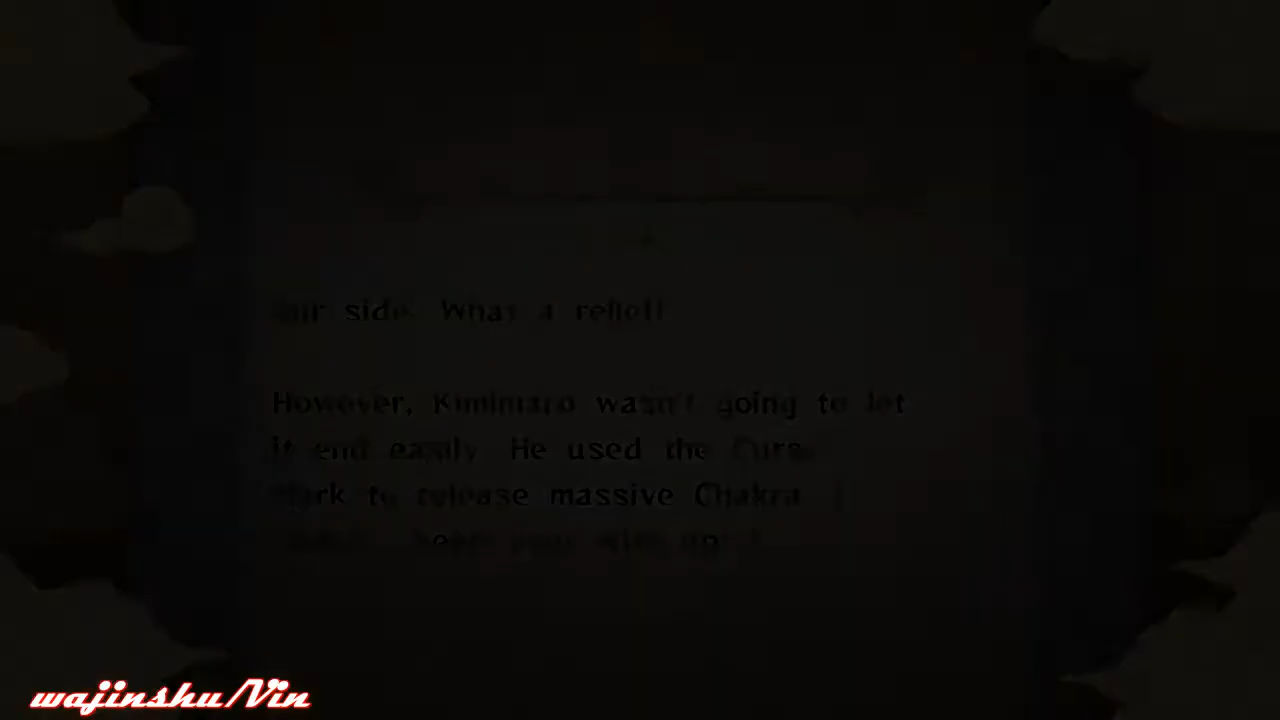 our side. What a relief!
However, Kimimaro wasn't going to let
it end easily. He used the Curse
Mark to release massive Chakra. I
wajinshu/Vin